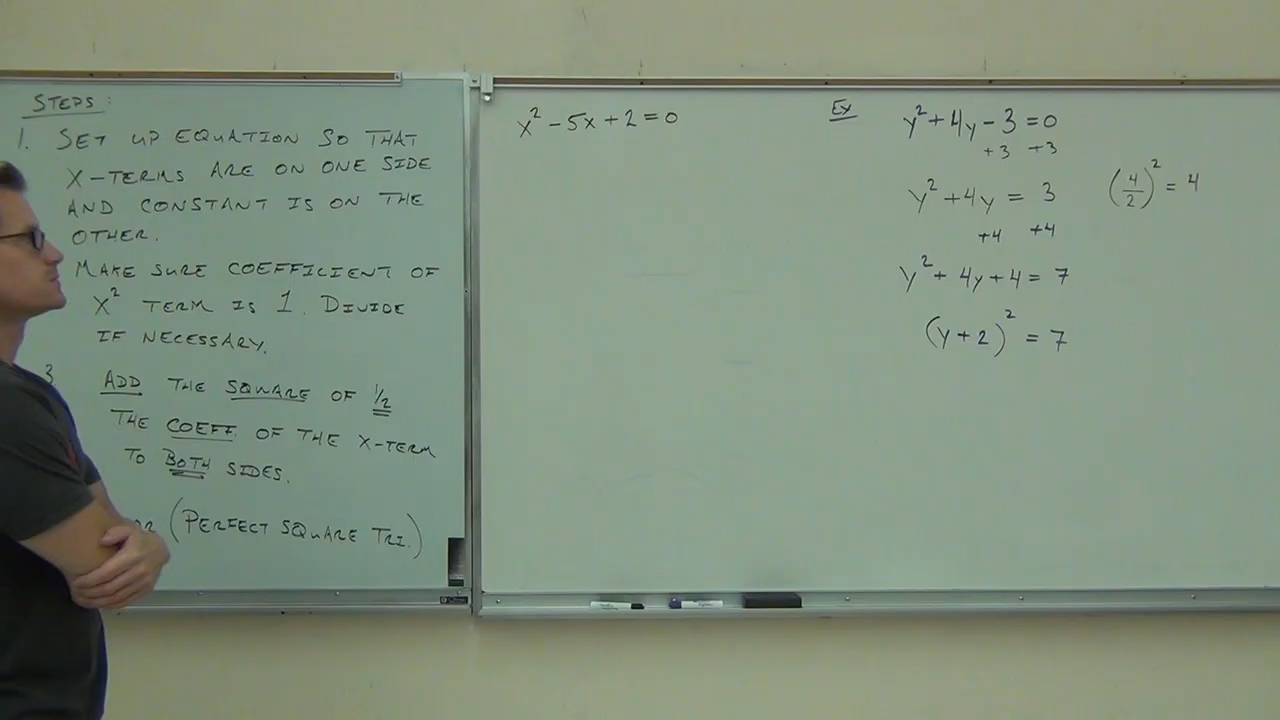 STEPS:
1. SET UP EQUATION SO THAT
X-TERMS ARE ON ONE SIDE
AND CONSTANT IS ON THE
OTHER.
MAKE SURE COEFFICIENT OF
X² TERM IS 1. DIVIDE
IF NECESSARY.
3 ADD THE SQUARE OF 1/2
THE COEFF. OF THE X-TERM
TO BOTH SIDES.
(PERFECT SQUARE TRI.)
x² - 5x + 2 = 0
Ex y² + 4y - 3 = 0
+3 +3
y² + 4y = 3 (4/2)² = 4
+4 +4
y² + 4y + 4 = 7
(y + 2)² = 7